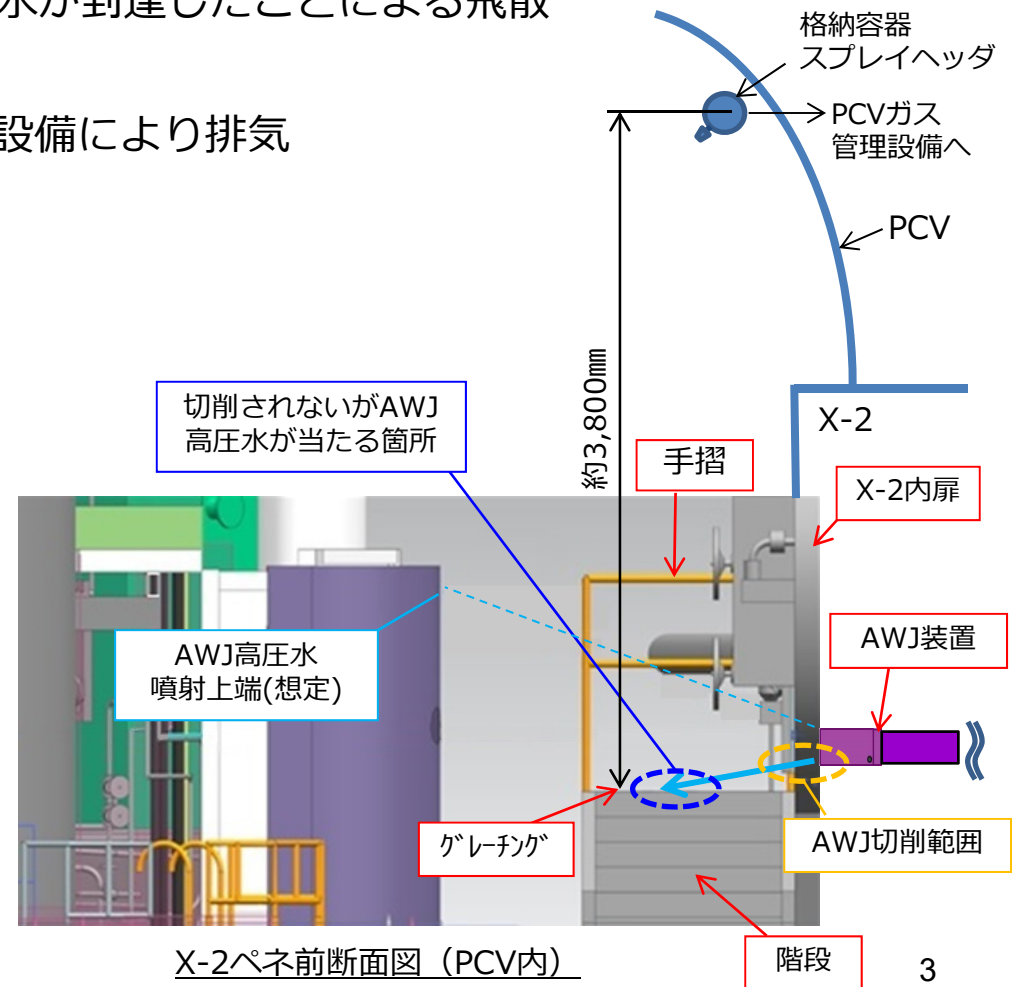 水が到達したことによる飛散
設備により排気
格納容器
スプレイヘッダ
PCVガス
管理設備へ
PCV
約3,800㎜
切削されないがAWJ
高圧水が当たる箇所
手摺
X-2
X-2内扉
AWJ高圧水
噴射上端(想定)
AWJ装置
ｸﾞﾚｰﾁﾝｸﾞ
AWJ切削範囲
階段
X-2ペネ前断面図（PCV内）
3